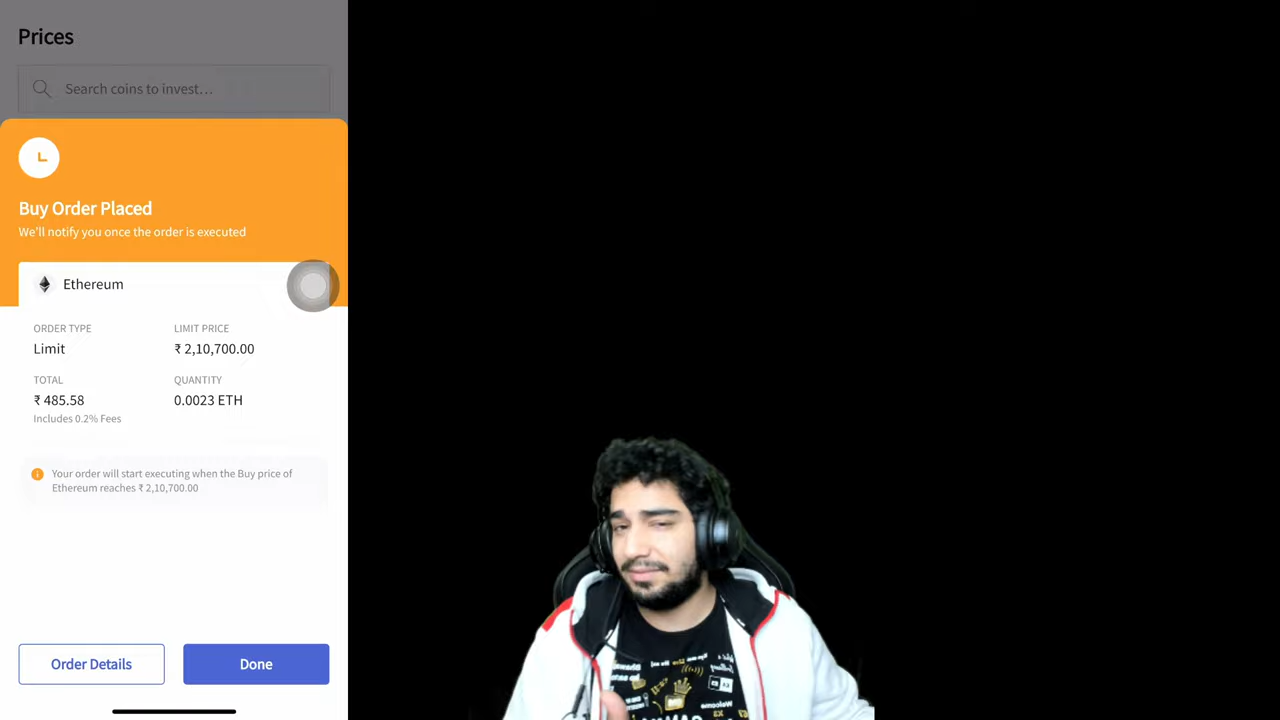 Prices
Search coins to invest...
Buy Order Placed
We'll notify you once the order is executed
Ethereum
ORDER TYPE
LIMIT PRICE
Limit
₹ 2,10,700.00
TOTAL
QUANTITY
₹ 485.58
0.0023 ETH
Includes 0.2% Fees
Your order will start executing when the Buy price of
Ethereum reaches ₹ 2,10,700.00
Order Details
Done